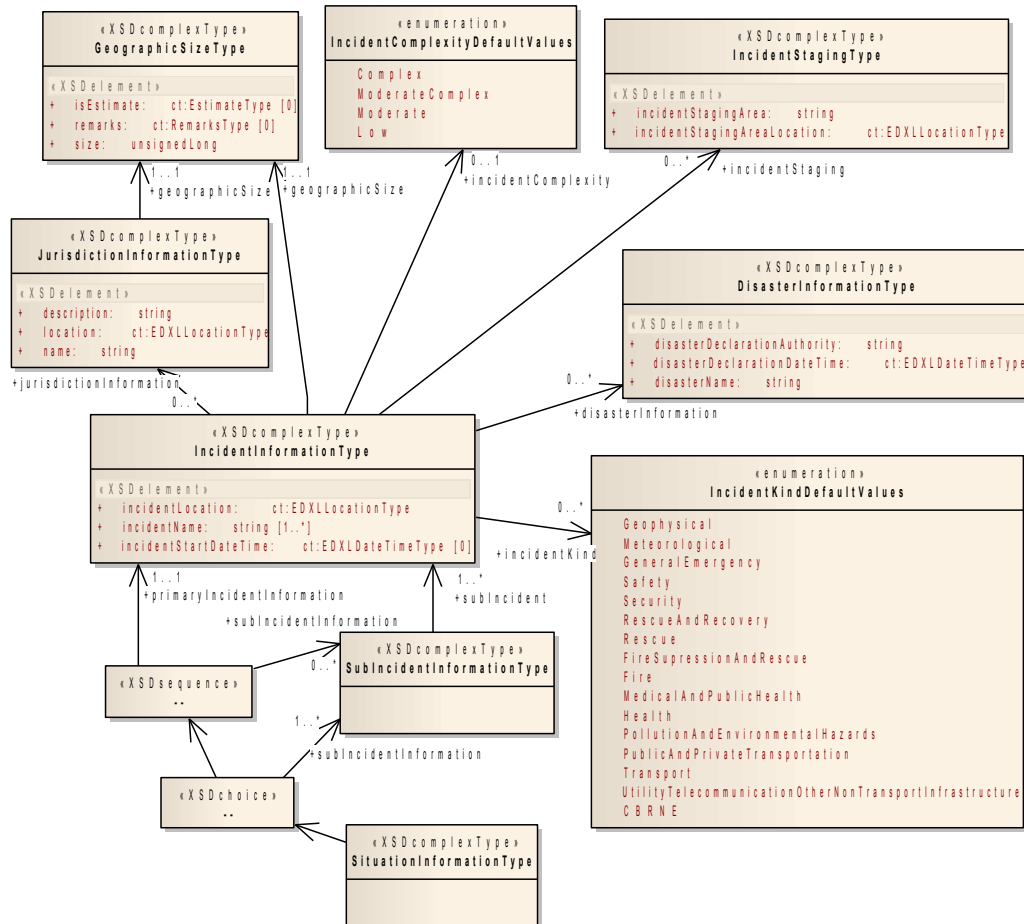 «XSDcomplexType»
GeographicSizeType
«XSDelement»
+ isEstimate: ct:EstimateType [0]
+ remarks: ct:RemarksType [0]
+ size: unsignedLong
«enumeration»
IncidentComplexityDefaultValues
Complex
ModerateComplex
Moderate
Low
«XSDcomplexType»
IncidentStagingType
«XSDelement»
+ incidentStagingArea: string
+ incidentStagingAreaLocation: ct:EDXLLocationType
1..1
+geographicSize
1..1
+geographicSize
0..1
+incidentComplexity
0..*
+incidentStaging
«XSDcomplexType»
JurisdictionInformationType
«XSDelement»
+ description: string
+ location: ct:EDXLLocationType
+ name: string
«XSDcomplexType»
DisasterInformationType
«XSDelement»
+ disasterDeclarationAuthority: string
+ disasterDeclarationDateTime: ct:EDXLDateTimeType
+ disasterName: string
+jurisdictionInformation
0..*
0..*
+disasterInformation
«XSDcomplexType»
IncidentInformationType
«XSDelement»
+ incidentLocation: ct:EDXLLocationType
+ incidentName: string [1..*]
+ incidentStartDateTime: ct:EDXLDateTimeType [0]
0..*
+incidentKind
«enumeration»
IncidentKindDefaultValues
Geophysical
Meteorological
GeneralEmergency
Safety
Security
RescueAndRecovery
Rescue
FireSupressionAndRescue
Fire
MedicalAndPublicHealth
Health
PollutionAndEnvironmentalHazards
PublicAndPrivateTransportation
Transport
UtilityTelecommunicationOtherNonTransportInfrastructure
CBRNE
1..1
+primaryIncidentInformation
1..*
+subIncident
+subIncidentInformation
0..*
«XSDsequence»
..
«XSDcomplexType»
SubIncidentInformationType
1..*
+subIncidentInformation
«XSDchoice»
..
«XSDcomplexType»
SituationInformationType